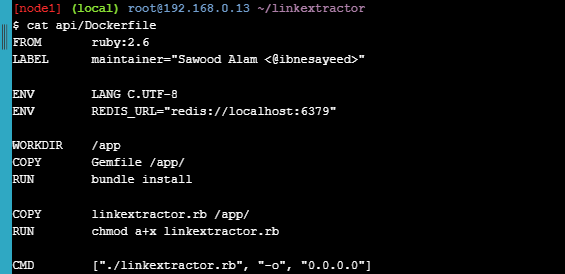 [node1] (local) root@192.168.0.13 ~/linkextractor
$ cat api/Dockerfile
FROM ruby:2.6
LABEL maintainer="Sawood Alam <@ibnesayeed>"
ENV LANG C.UTF-8
ENV REDIS_URL="redis://localhost:6379"
WORKDIR /app
COPY Gemfile /app/
RUN bundle install
COPY linkextractor.rb /app/
RUN chmod a+x linkextractor.rb
CMD ["./linkextractor.rb", "-o", "0.0.0.0"]